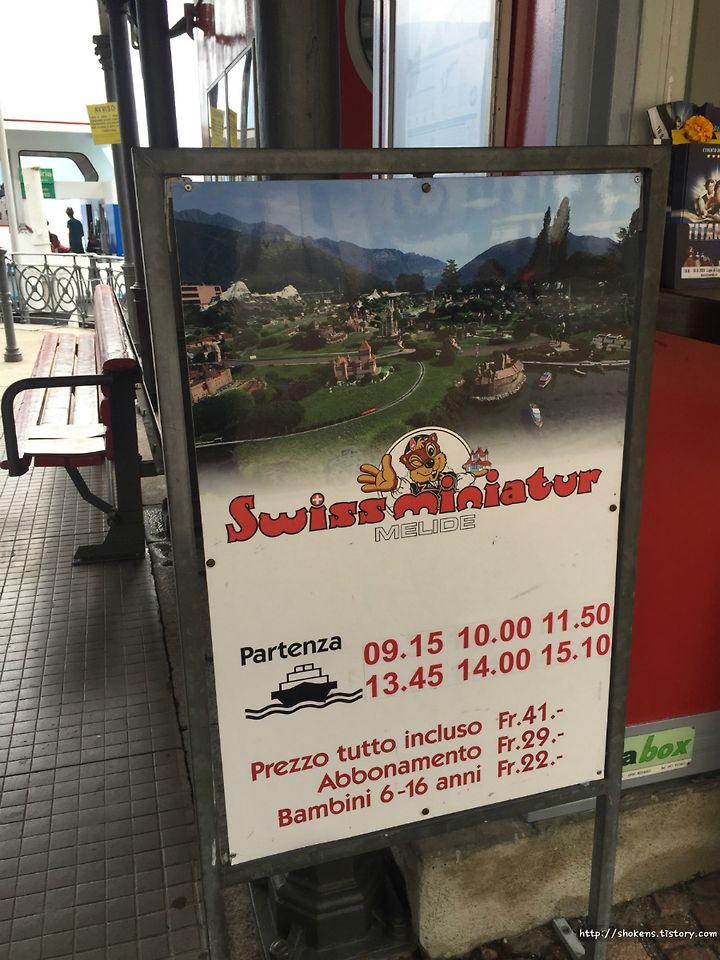 Swissminiatur
MELIDE
Partenza
09.15 10.00 11.50
13.45 14.00 15.10
Prezzo tutto incluso Fr.41.-
Abbonamento Fr.29.-
Bambini 6-16 anni Fr.22.-
abox
http://shokens.tistory.com